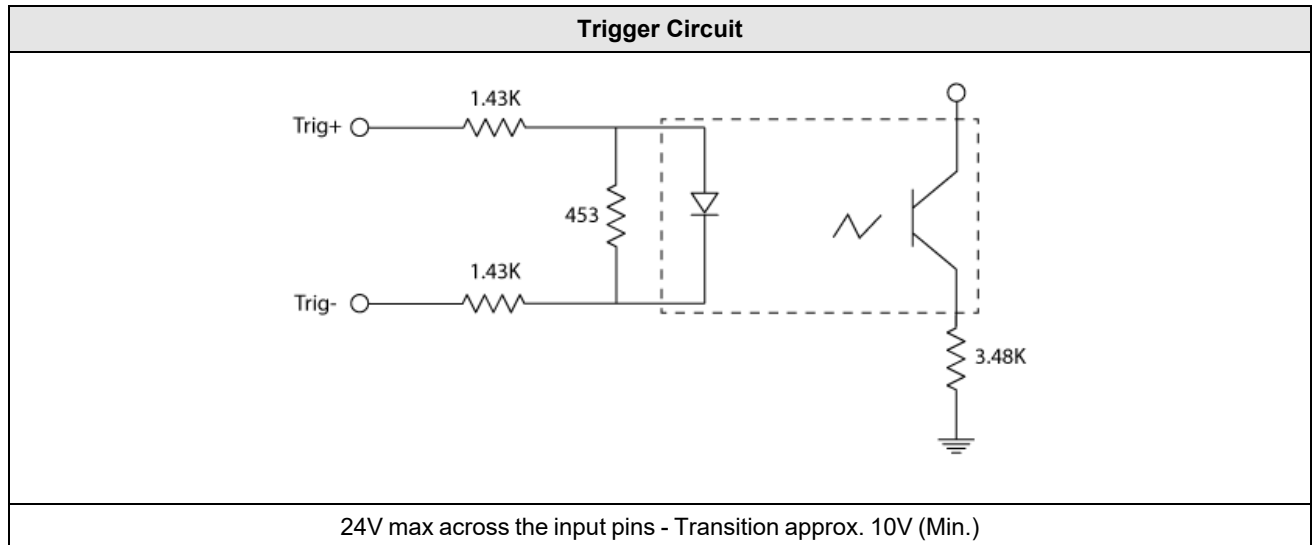 Trigger Circuit
1.43K
Trig+
453
1.43K
Trig-
3.48K
24V max across the input pins - Transition approx. 10V (Min.)